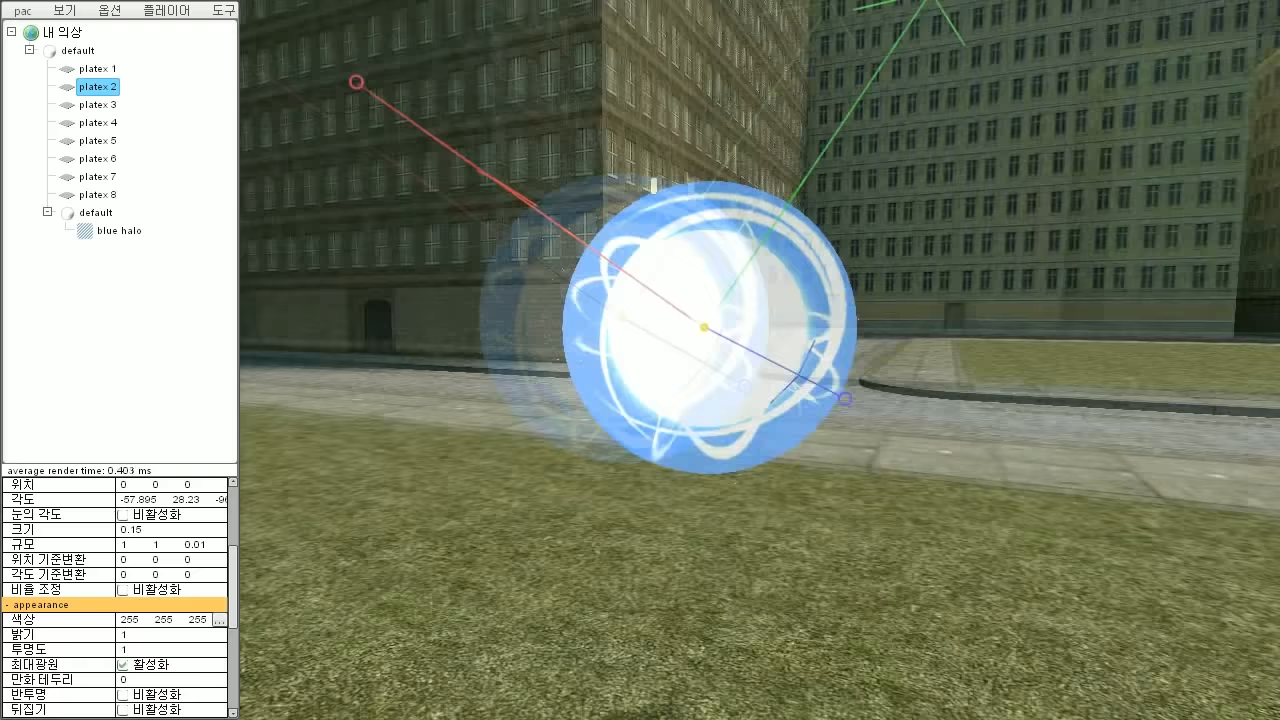 pac 보기 옵션 플레이어 도구
내 의상
default
platex 1
platex 2
platex 3
platex 4
platex 5
platex 6
platex 7
platex 8
default
blue halo
average render time: 0.403 ms
위치 0 0 0
각도 -57.895 28.23
눈의 각도 비활성화
크기 0.15
규모 1 1 0.01
위치 기준변환 0 0 0
각도 기준변환 0 0 0
비율 조정 비활성화
- appearance
색상 255 255 255 ...
밝기 1
투명도 1
최대광원 활성화
만화 테두리 0
반투명 비활성화
뒤집기 비활성화